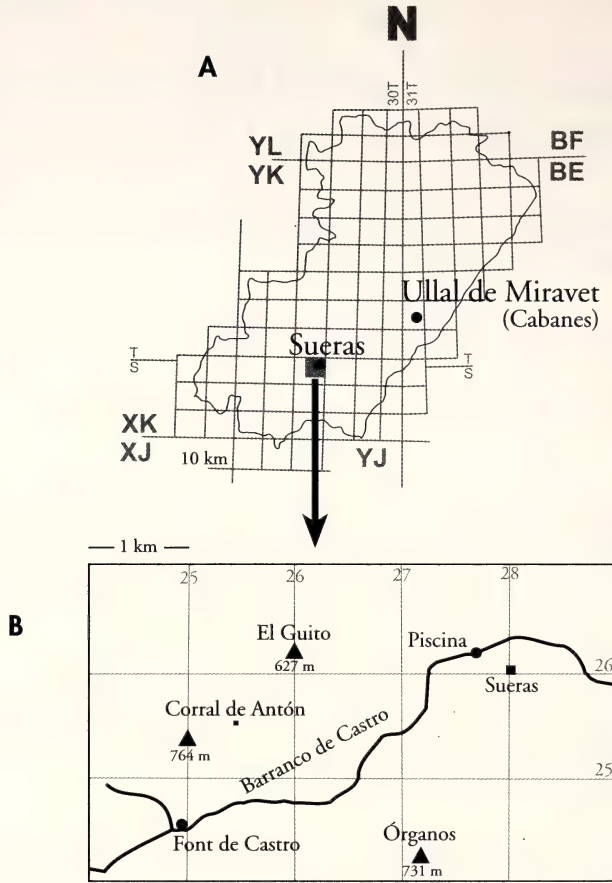 N
A
30T
31T
YL
BF
YK
BE
Ullal de Miravet
(Cabanes)
Sueras
T
S
T
S
XK
XJ
10 km
YJ
1 km
B
25
26
27
28
El Guito
627 m
Piscina
26
Sueras
Corral de Antón
764 m
Barranco de Castro
25
Font de Castro
Órganos
731 m